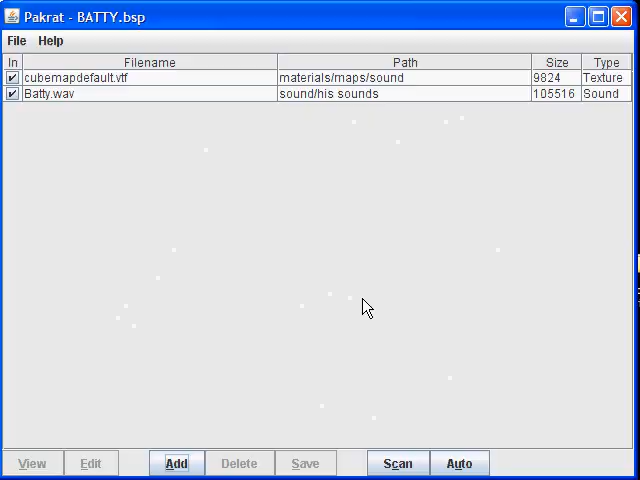 Pakrat - BATTY.bsp
File Help
In Filename Path Size Type
cubemapdefault.vtf materials/maps/sound 9824 Texture
Batty.wav sound/his sounds 105516 Sound
View Edit Add Delete Save Scan Auto